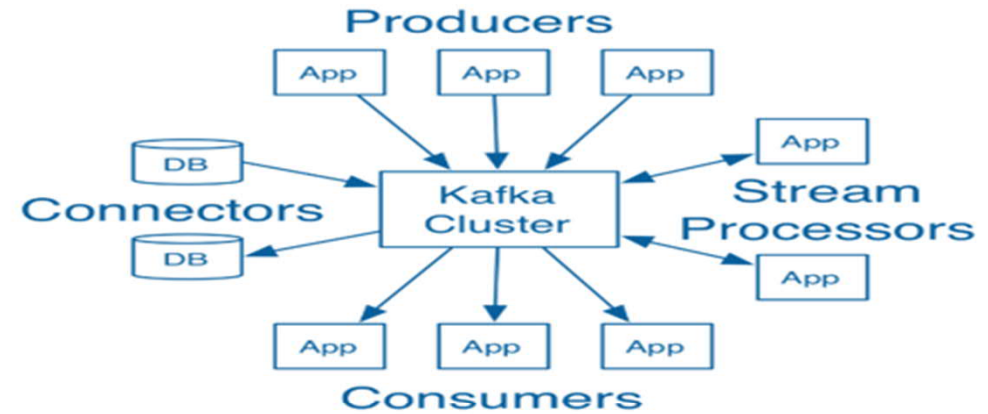 Producers
App
App
App
App
DB
Kafka
Cluster
Stream
Processors
Connectors
DB
App
App
App
App
Consumers